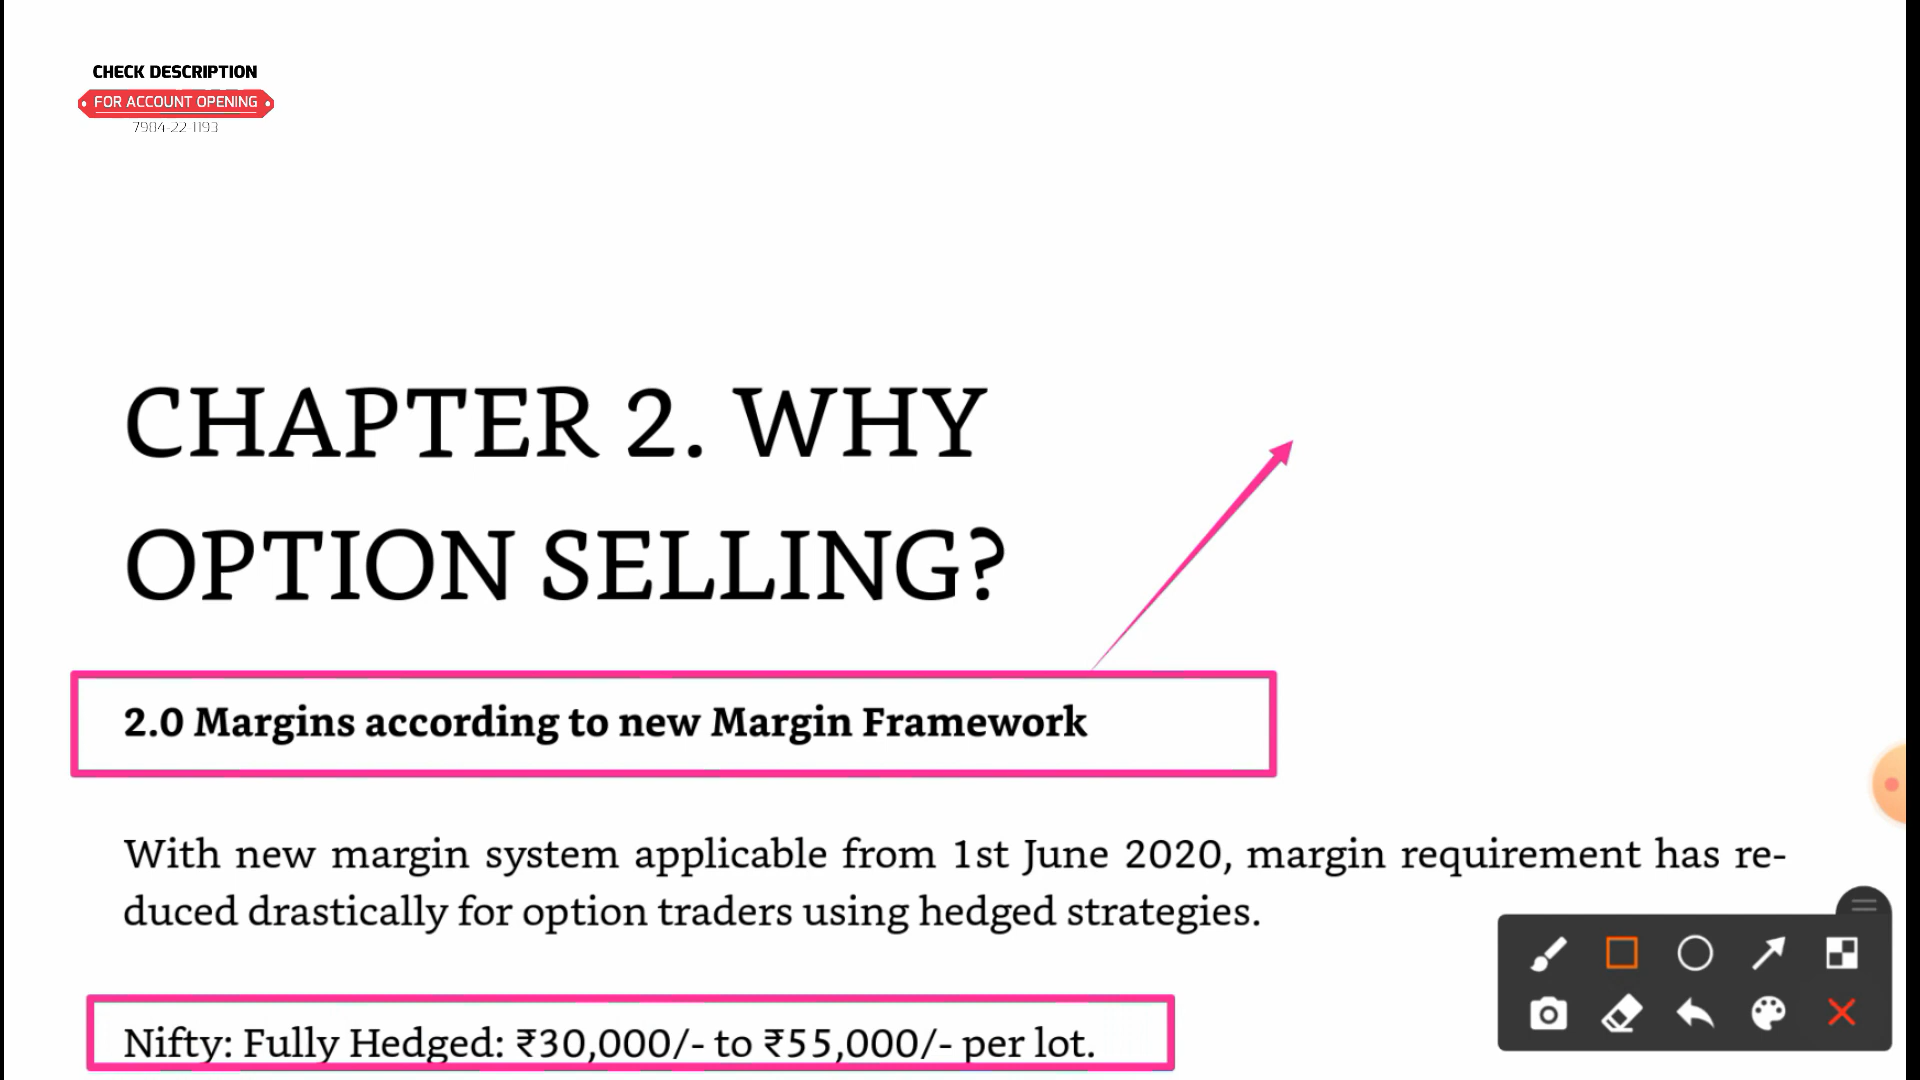 CHECK DESCRIPTION
FOR ACCOUNT OPENING
7984-22-1193
CHAPTER 2. WHY
OPTION SELLING?
2.0 Margins according to new Margin Framework
With new margin system applicable from 1st June 2020, margin requirement has re-
duced drastically for option traders using hedged strategies.
Nifty: Fully Hedged: ₹30,000/- to ₹55,000/- per lot.